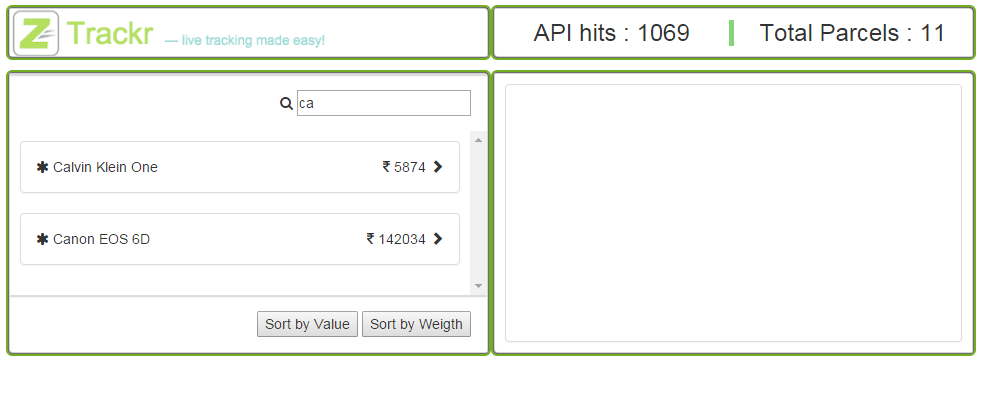 Z Trackr — live tracking made easy!
API hits : 1069 Total Parcels : 11
ca
✱ Calvin Klein One ₹ 5874
✱ Canon EOS 6D ₹ 142034
Sort by Value Sort by Weigth